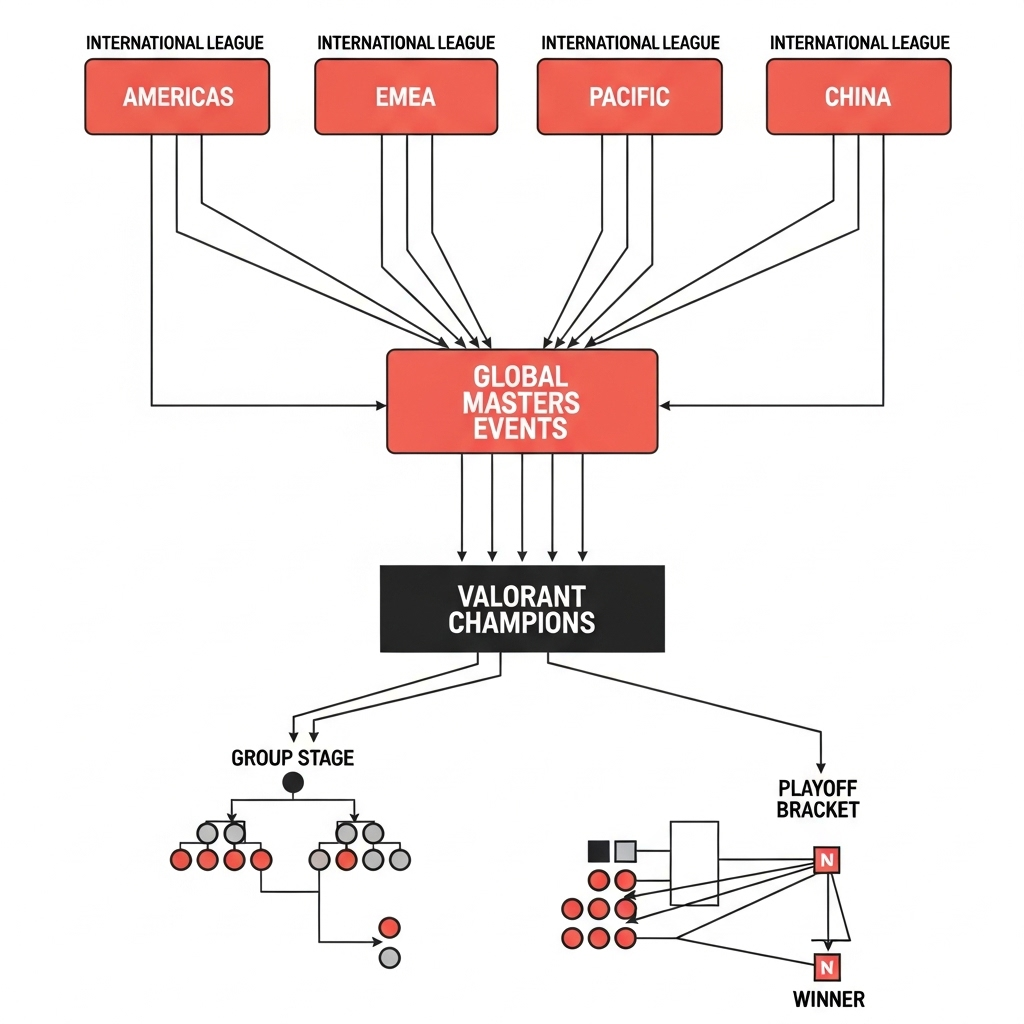 INTERNATIONAL LEAGUE
AMERICAS
INTERNATIONAL LEAGUE
EMEA
INTERNATIONAL LEAGUE
PACIFIC
INTERNATIONAL LEAGUE
CHINA
GLOBAL
MASTERS
EVENTS
VALORANT
CHAMPIONS
GROUP STAGE
PLAYOFF
BRACKET
N
N
WINNER